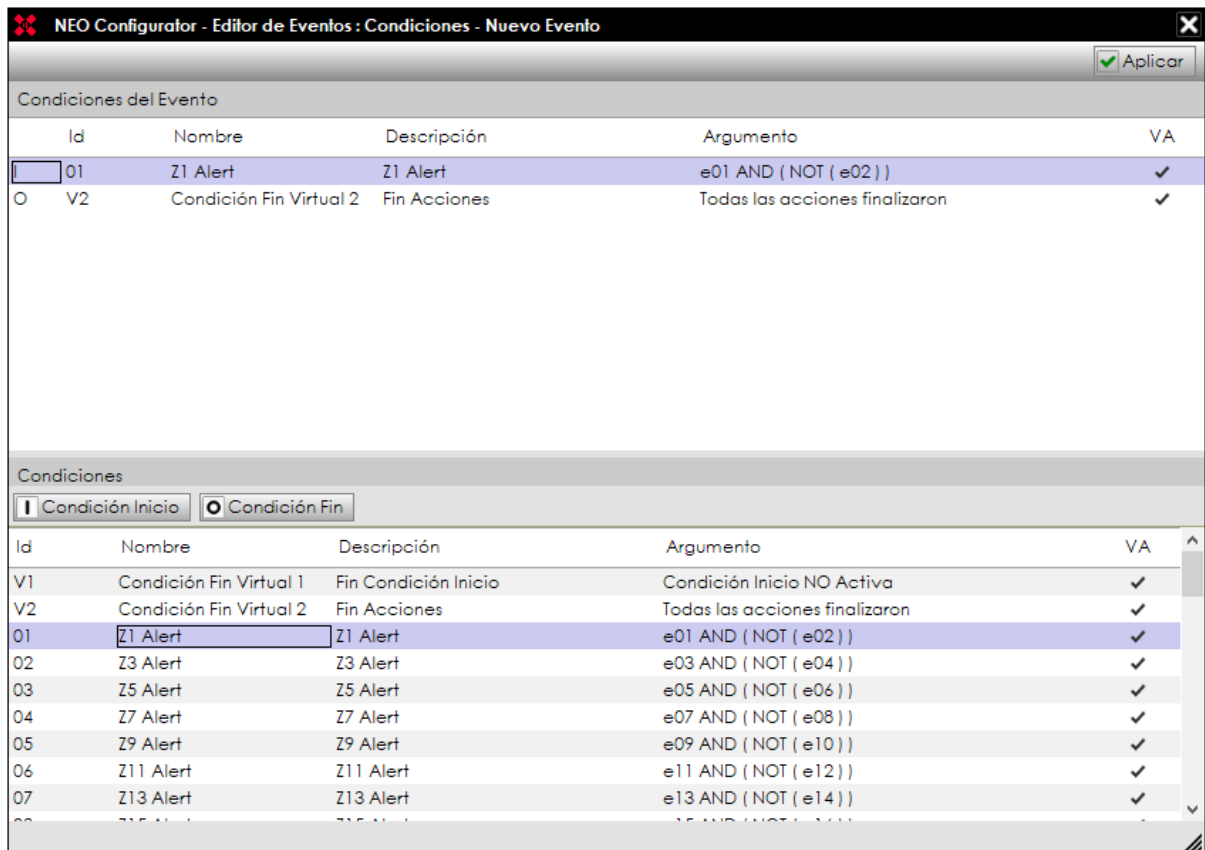 NEO Configurator - Editor de Eventos : Condiciones - Nuevo Evento
Aplicar
Condiciones del Evento
Id Nombre Descripción Argumento VA
I 01 Z1 Alert Z1 Alert e01 AND ( NOT ( e02 ) )
O V2 Condición Fin Virtual 2 Fin Acciones Todas las acciones finalizaron
Condiciones
I Condición Inicio O Condición Fin
Id Nombre Descripción Argumento VA
V1 Condición Fin Virtual 1 Fin Condición Inicio Condición Inicio NO Activa
V2 Condición Fin Virtual 2 Fin Acciones Todas las acciones finalizaron
01 Z1 Alert Z1 Alert e01 AND ( NOT ( e02 ) )
02 Z3 Alert Z3 Alert e03 AND ( NOT ( e04 ) )
03 Z5 Alert Z5 Alert e05 AND ( NOT ( e06 ) )
04 Z7 Alert Z7 Alert e07 AND ( NOT ( e08 ) )
05 Z9 Alert Z9 Alert e09 AND ( NOT ( e10 ) )
06 Z11 Alert Z11 Alert e11 AND ( NOT ( e12 ) )
07 Z13 Alert Z13 Alert e13 AND ( NOT ( e14 ) )